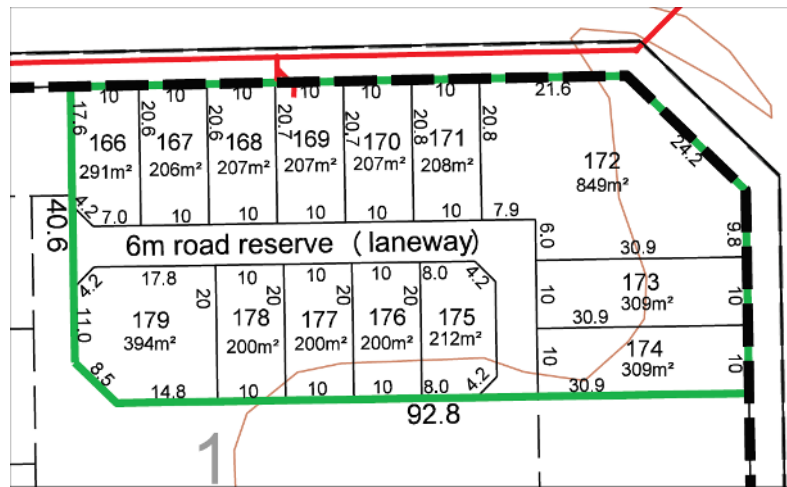 10 10 10 10 10 10 21.6
17.6 20.6 20.6 20.7 20.7 20.8 20.8 24.2
166 167 168 169 170 171 172
291m² 206m² 207m² 207m² 207m² 208m² 849m²
4.2 7.0 10 10 10 10 10 7.9
40.6 6.0 30.9 9.8
6m road reserve ( laneway)
4.2 17.8 10 10 10 8.0 4.2
20 20 20 10 173 10
309m²
11.0 179 178 177 176 175 30.9
394m² 200m² 200m² 200m² 212m²
10 174 10
309m²
8.5 14.8 10 10 10 8.0 4.2 30.9
92.8
1